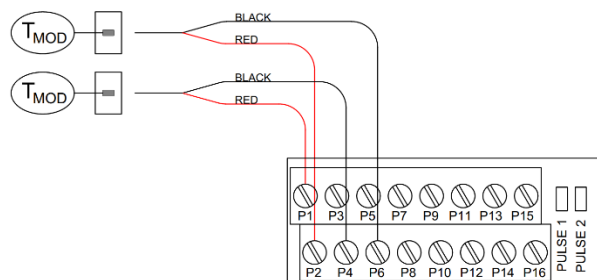 TMOD
BLACK
RED
TMOD
BLACK
RED
P1 P3 P5 P7 P9 P11 P13 P15
P2 P4 P6 P8 P10 P12 P14 P16
PULSE 1
PULSE 2